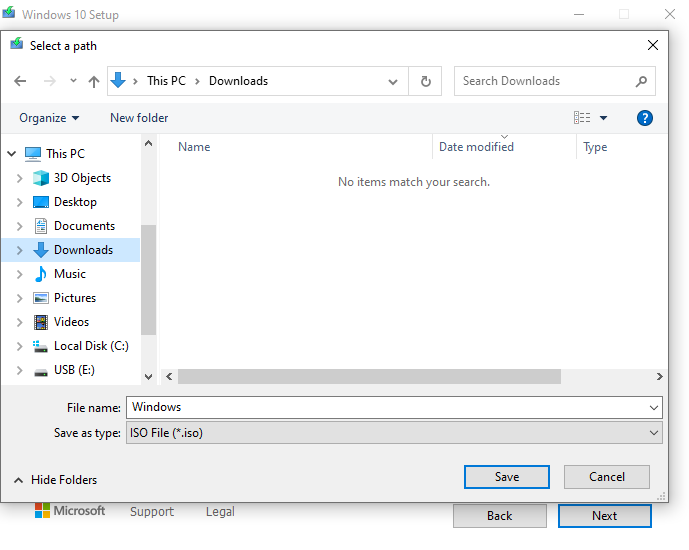 Windows 10 Setup
Select a path
This PC Downloads
Search Downloads
Organize New folder
?
Name Date modified Type
No items match your search.
This PC
3D Objects
Desktop
Documents
Downloads
Music
Pictures
Videos
Local Disk (C:)
USB (E:)
File name: Windows
Save as type: ISO File (*.iso)
Hide Folders
Save Cancel
Microsoft Support Legal
Back Next